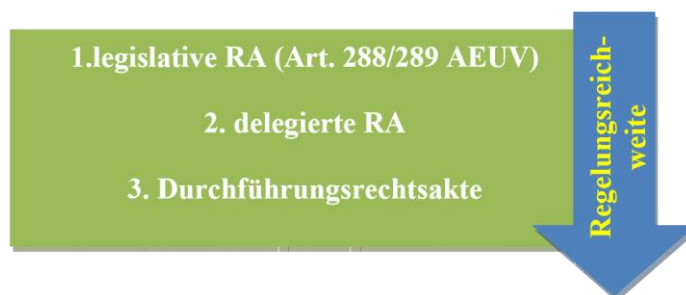 1.legislative RA (Art. 288/289 AEUV)
2. delegierte RA
3. Durchführungsrechtsakte
Regelungsreich-
weite